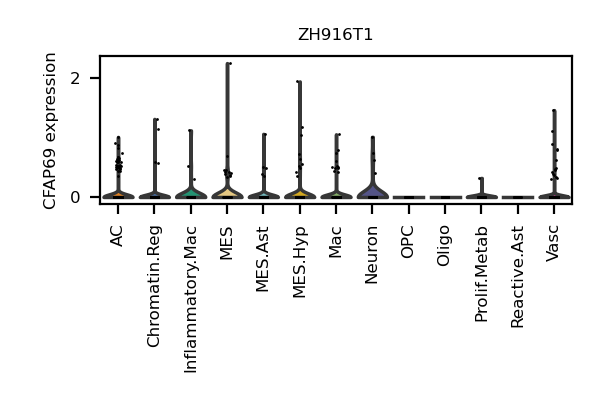 ZH916T1
CFAP69 expression
2
0
AC
Chromatin.Reg
Inflammatory.Mac
MES
MES.Ast
MES.Hyp
Mac
Neuron
OPC
Oligo
Prolif.Metab
Reactive.Ast
Vasc